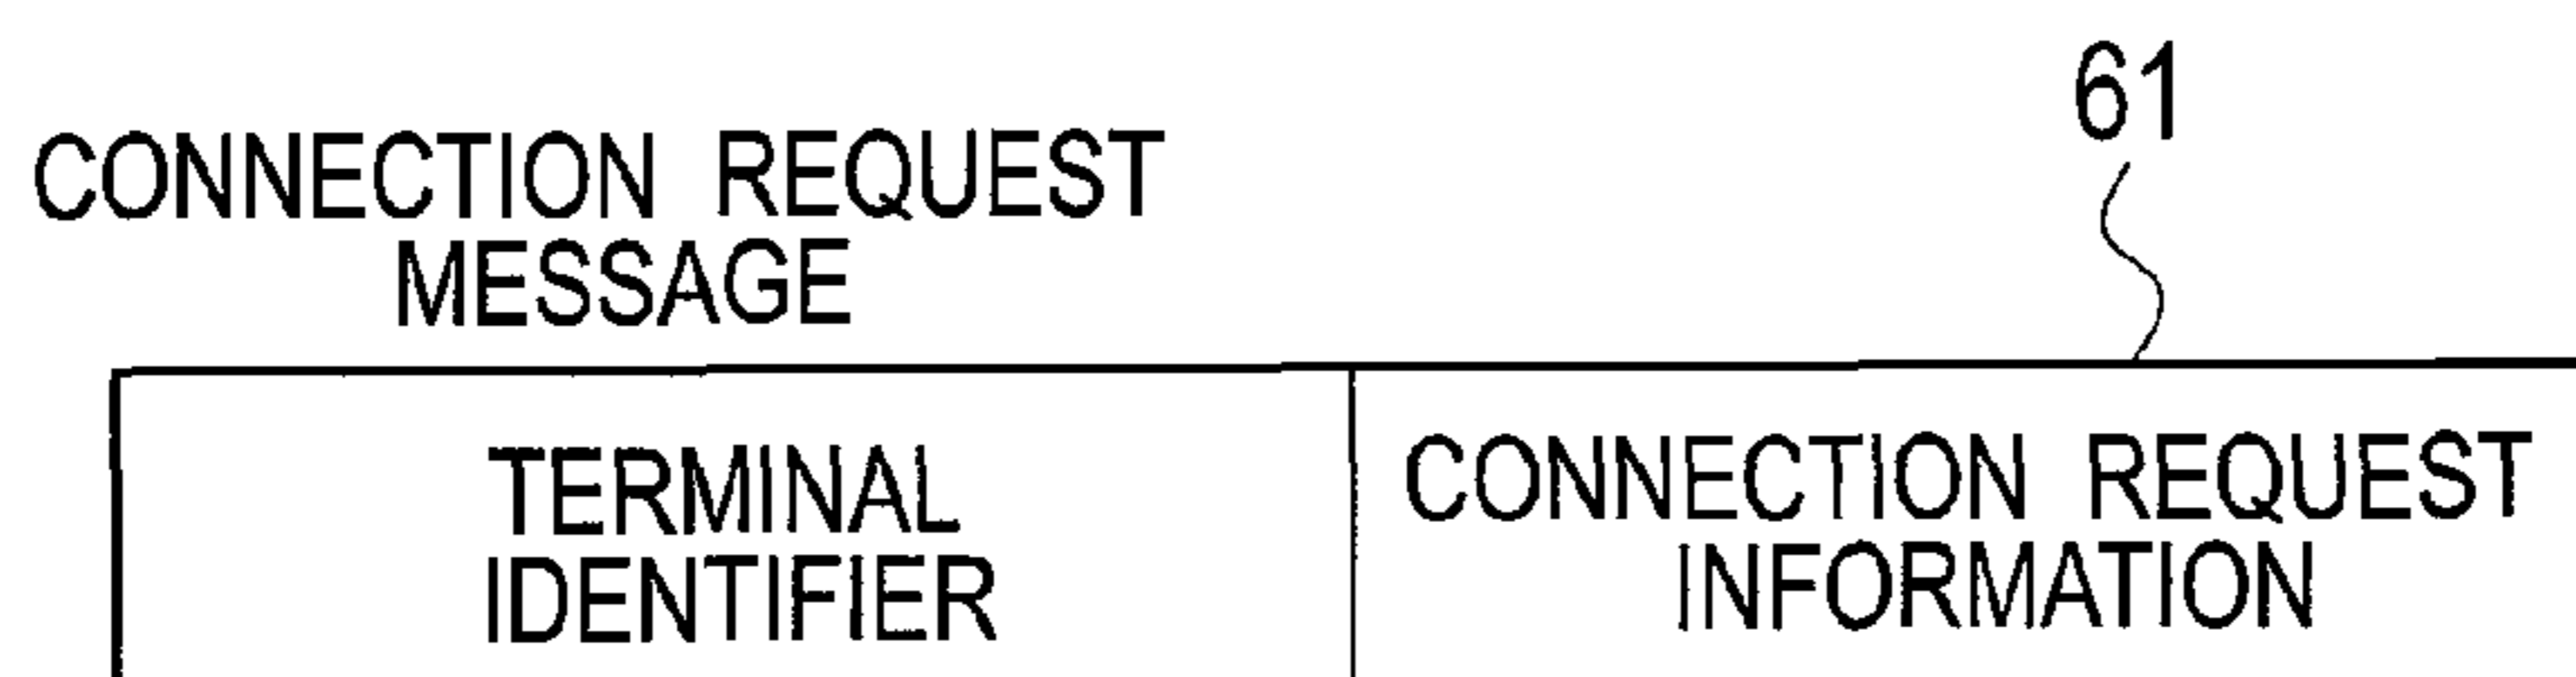 61
CONNECTION REQUEST
MESSAGE
TERMINAL
IDENTIFIER
CONNECTION REQUEST
INFORMATION